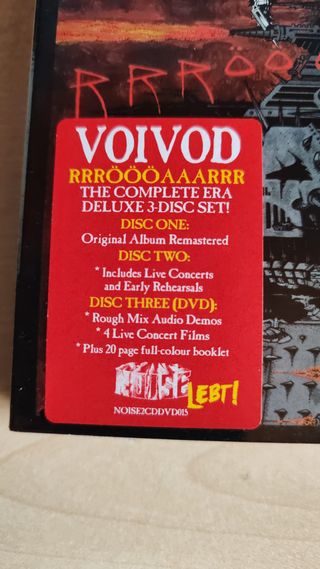 RRRÖÖ
VOIVOD
RRRÖÖÖAAARRR
THE COMPLETE ERA
DELUXE 3-DISC SET!
DISC ONE:
Original Album Remastered
DISC TWO:
* Includes Live Concerts
and Early Rehearsals
DISC THREE (DVD):
* Rough Mix Audio Demos
* 4 Live Concert Films
* Plus 20 page full-colour booklet
NOISE
LEBT!
NOISE2CDDVD015